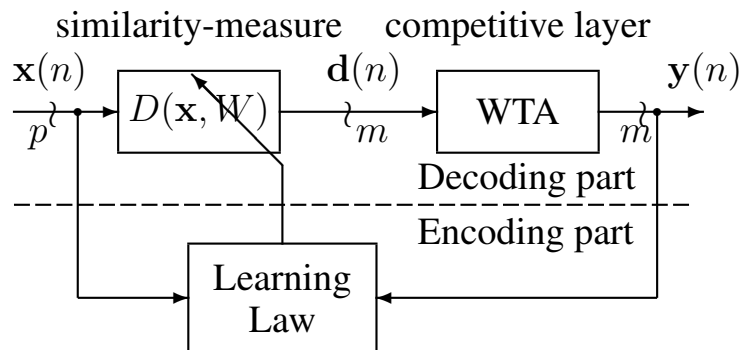 similarity-measure competitive layer
x(n) d(n) y(n)
D(x, W) WTA
p m m
Decoding part
Encoding part
Learning
Law